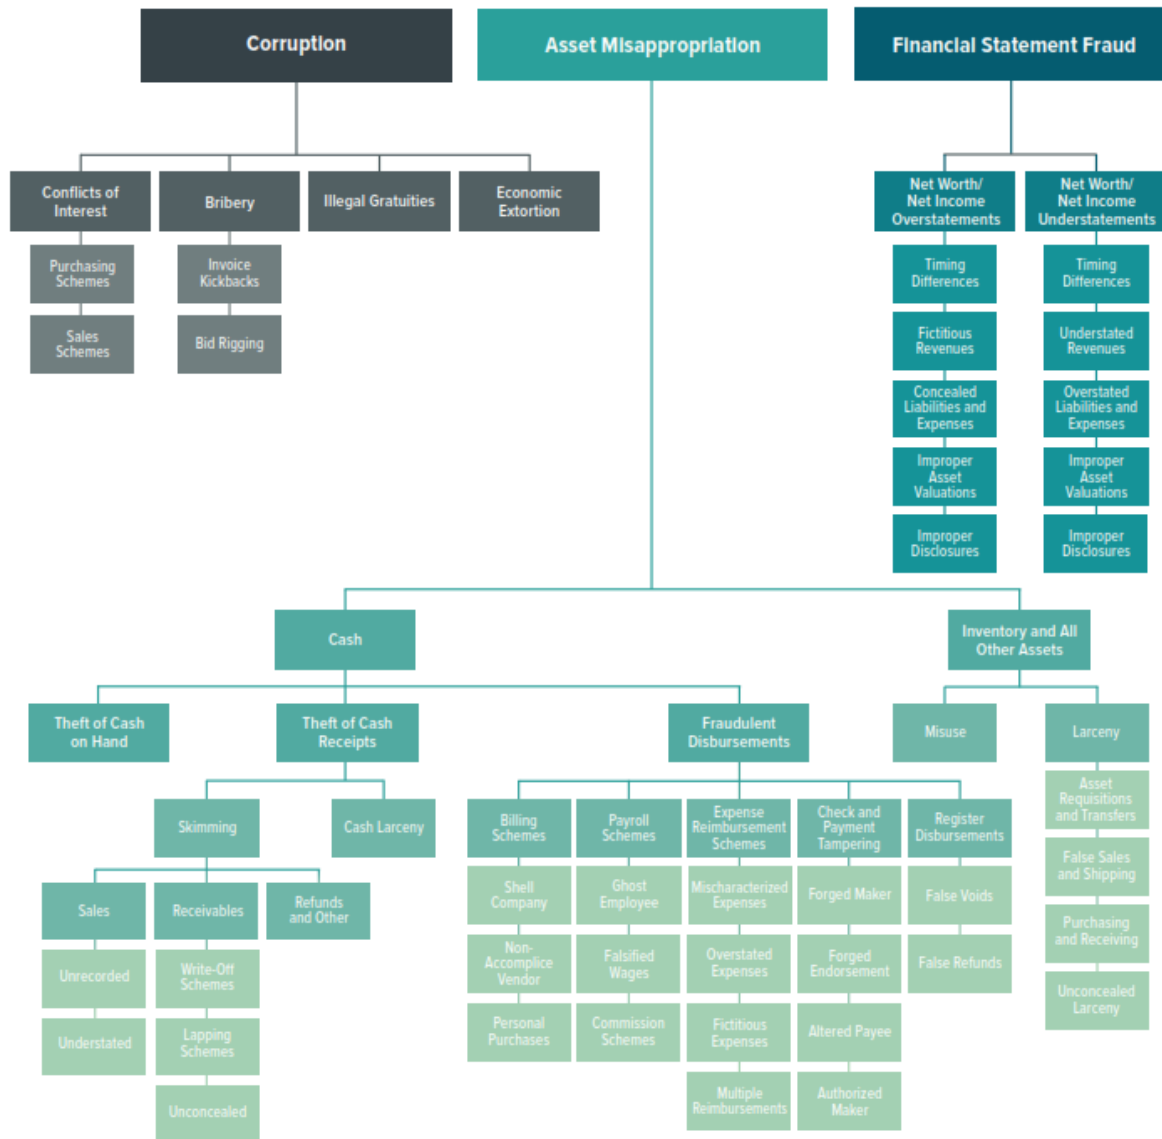 Corruption
Asset Misappropriation
Financial Statement Fraud
Conflicts of
Interest
Bribery
Illegal Gratuities
Economic
Extortion
Purchasing
Schemes
Sales
Schemes
Invoice
Kickbacks
Bid Rigging
Net Worth/
Net Income
Overstatements
Timing
Differences
Fictitious
Revenues
Concealed
Liabilities and
Expenses
Improper
Asset
Valuations
Improper
Disclosures
Net Worth/
Net Income
Understatements
Timing
Differences
Understated
Revenues
Overstated
Liabilities and
Expenses
Improper
Asset
Valuations
Improper
Disclosures
Cash
Inventory and All
Other Assets
Theft of Cash
on Hand
Theft of Cash
Receipts
Fraudulent
Disbursements
Misuse
Larceny
Asset
Requisitions
and Transfers
False Sales
and Shipping
Purchasing
and Receiving
Unconcealed
Larceny
Skimming
Cash Larceny
Sales
Unrecorded
Understated
Receivables
Write-Off
Schemes
Lapping
Schemes
Unconcealed
Refunds
and Other
Billing
Schemes
Shell
Company
Non-
Accomplice
Vendor
Personal
Purchases
Payroll
Schemes
Ghost
Employee
Falsified
Wages
Commission
Schemes
Expense
Reimbursement
Schemes
Mischaracterized
Expenses
Overstated
Expenses
Fictitious
Expenses
Multiple
Reimbursements
Check and
Payment
Tampering
Forged Maker
Forged
Endorsement
Altered Payee
Authorized
Maker
Register
Disbursements
False Voids
False Refunds